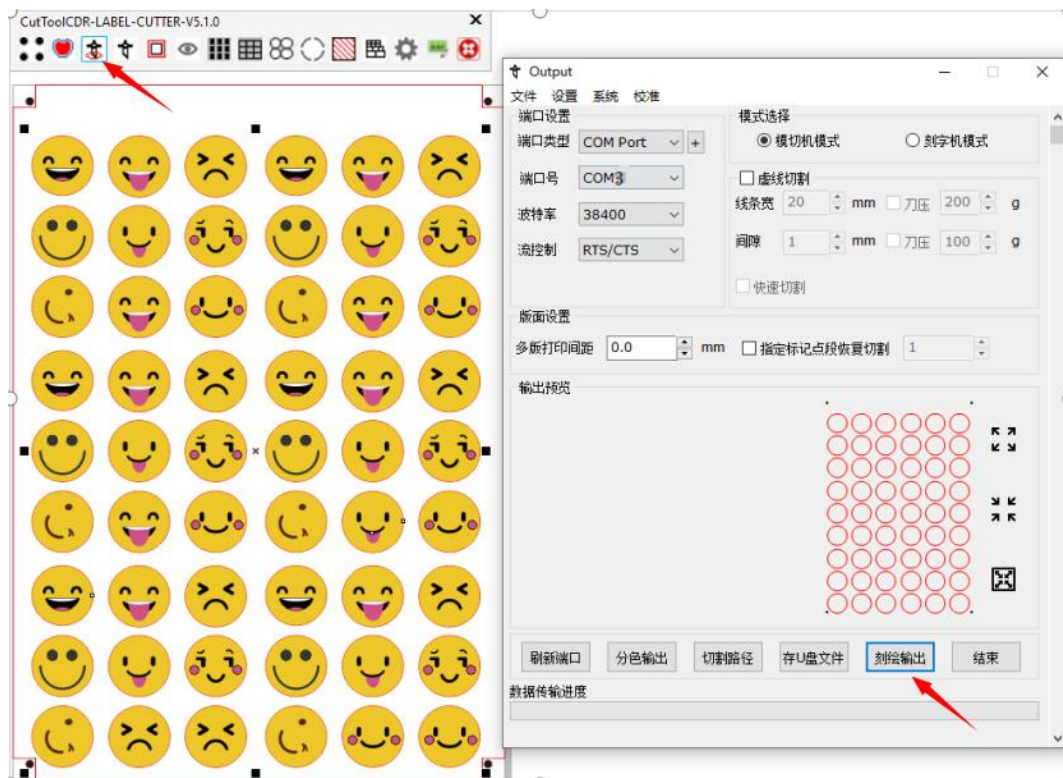 CutToolCDR-LABEL-CUTTER-V5.1.0
Output
文件 设置 系统 校准
端口设置
端口类型 COM Port +
端口号 COM3
波特率 38400
流控制 RTS/CTS
模式选择
模切机模式 刻字机模式
虚线切割
线条宽 20 mm 刀压 200 g
间隙 1 mm 刀压 100 g
快速切割
版面设置
多版打印间距 0.0 mm 指定标记点段恢复切割 1
输出预览
刷新端口 分色输出 切割路径 存U盘文件 刻绘输出 结束
数据传输进度